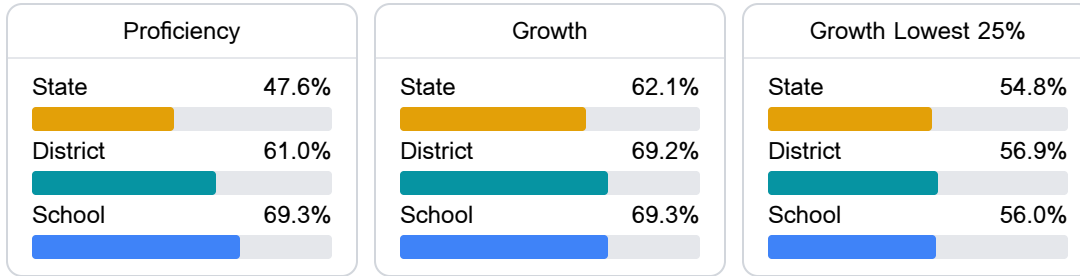 Proficiency
State 47.6%
District 61.0%
School 69.3%
Growth
State 62.1%
District 69.2%
School 69.3%
Growth Lowest 25%
State 54.8%
District 56.9%
School 56.0%